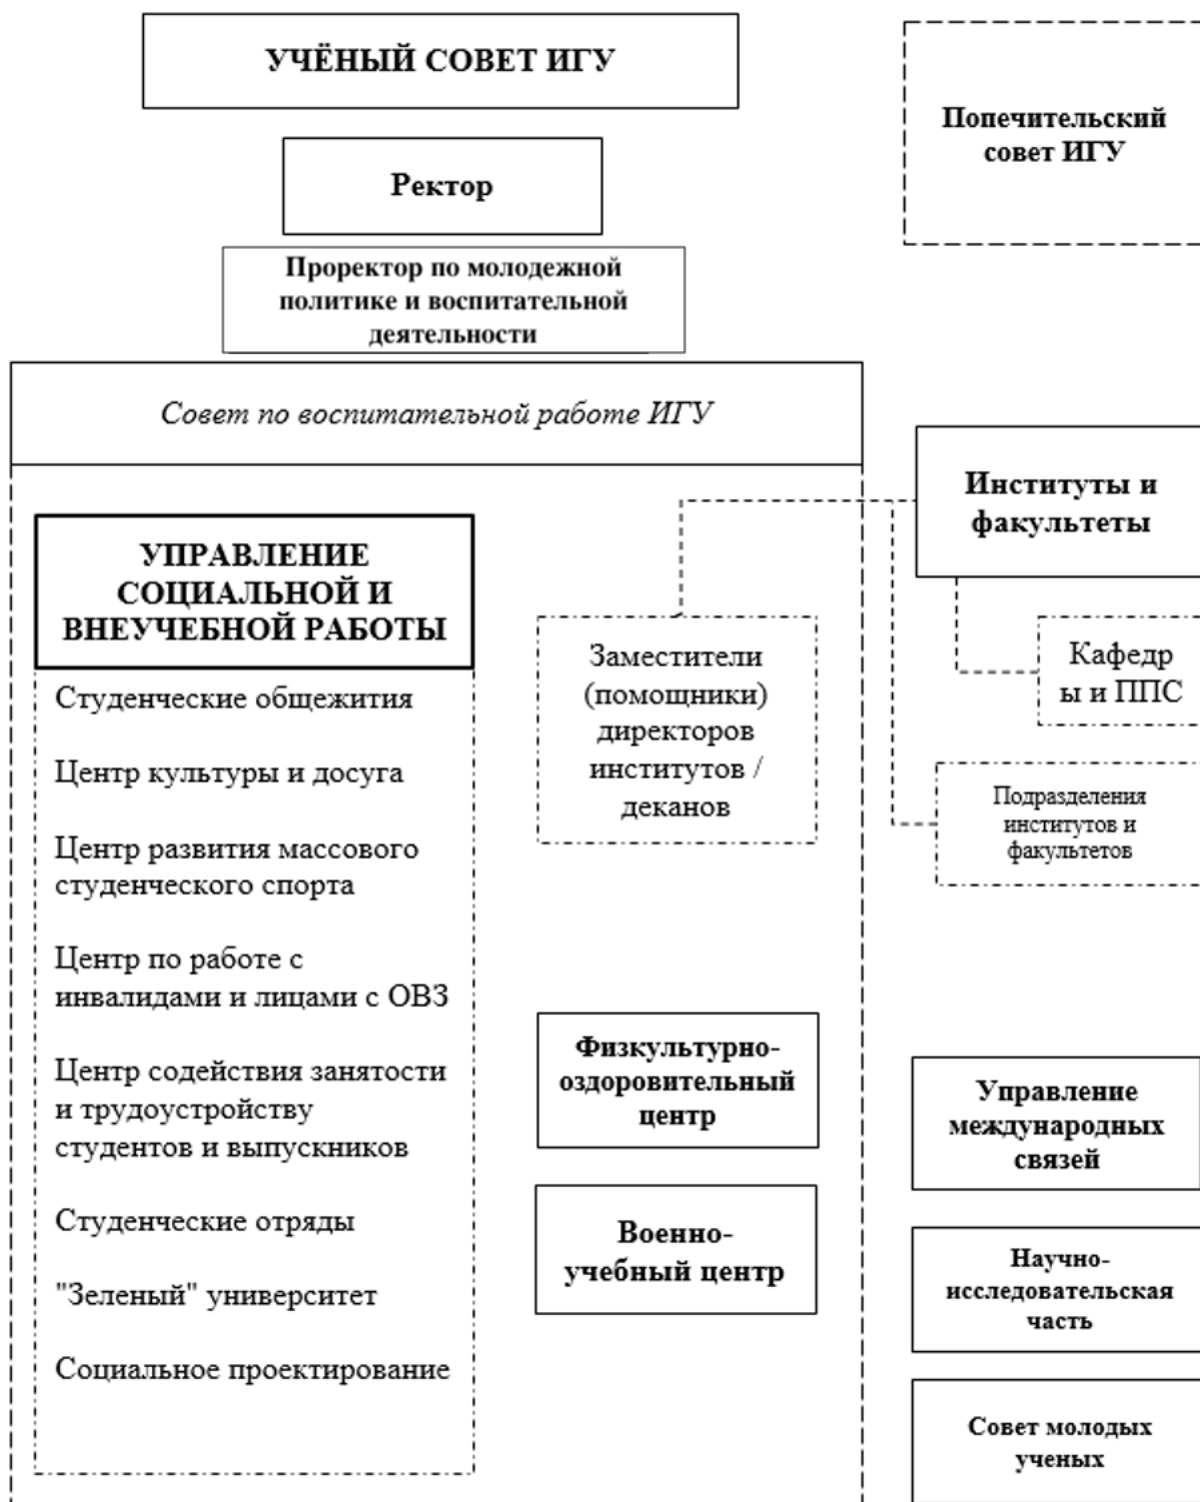 УЧЁНЫЙ СОВЕТ ИГУ
Попечительский
совет ИГУ
Ректор
Проректор по молодежной
политике и воспитательной
деятельности
Совет по воспитательной работе ИГУ
УПРАВЛЕНИЕ
СОЦИАЛЬНОЙ И
ВНЕУЧЕБНОЙ РАБОТЫ
Студенческие общежития
Центр культуры и досуга
Центр развития массового
студенческого спорта
Центр по работе с
инвалидами и лицами с ОВЗ
Центр содействия занятости
и трудоустройству
студентов и выпускников
Студенческие отряды
"Зеленый" университет
Социальное проектирование
Заместители
(помощники)
директоров
институтов /
деканов
Физкультурно-
оздоровительный
центр
Военно-
учебный центр
Институты и
факультеты
Кафедр
ы и ППС
Подразделения
институтов и
факультетов
Управление
международных
связей
Научно-
исследовательская
часть
Совет молодых
ученых